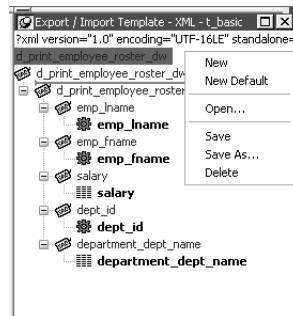 Export / Import Template - XML - t_basic
?xml version="1.0" encoding="UTF-16LE" standalone=
d_print_employee_roster_dw
d_print_employee_roster_dw
d_print_employee_roster
emp_lname
emp_lname
emp_fname
emp_fname
salary
salary
dept_id
dept_id
department_dept_name
department_dept_name
New
New Default
Open...
Save
Save As...
Delete